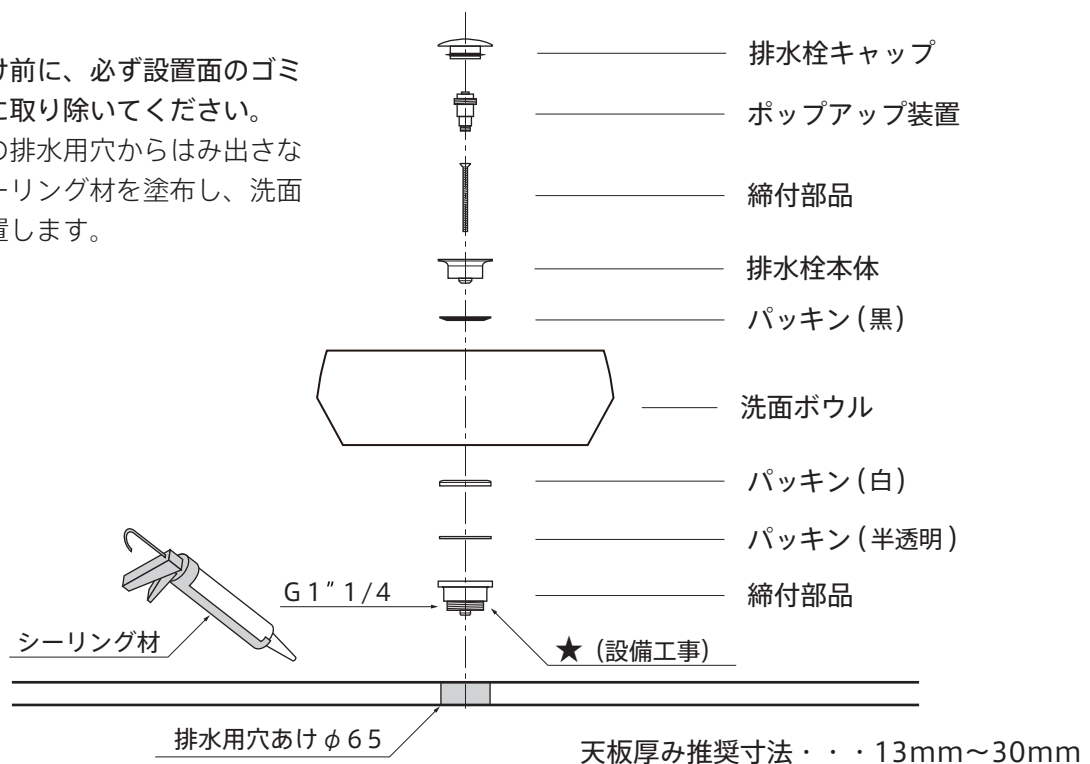 け前に、必ず設置面のゴミ
に取り除いてください。
の排水用穴からはみ出さな
ーリング材を塗布し、洗面
置します。
排水栓キャップ
ポップアップ装置
締付部品
排水栓本体
パッキン(黒)
洗面ボウル
パッキン(白)
パッキン(半透明)
締付部品
G1"1/4
★(設備工事)
シーリング材
排水用穴あけφ65
天板厚み推奨寸法・・・13mm～30mm